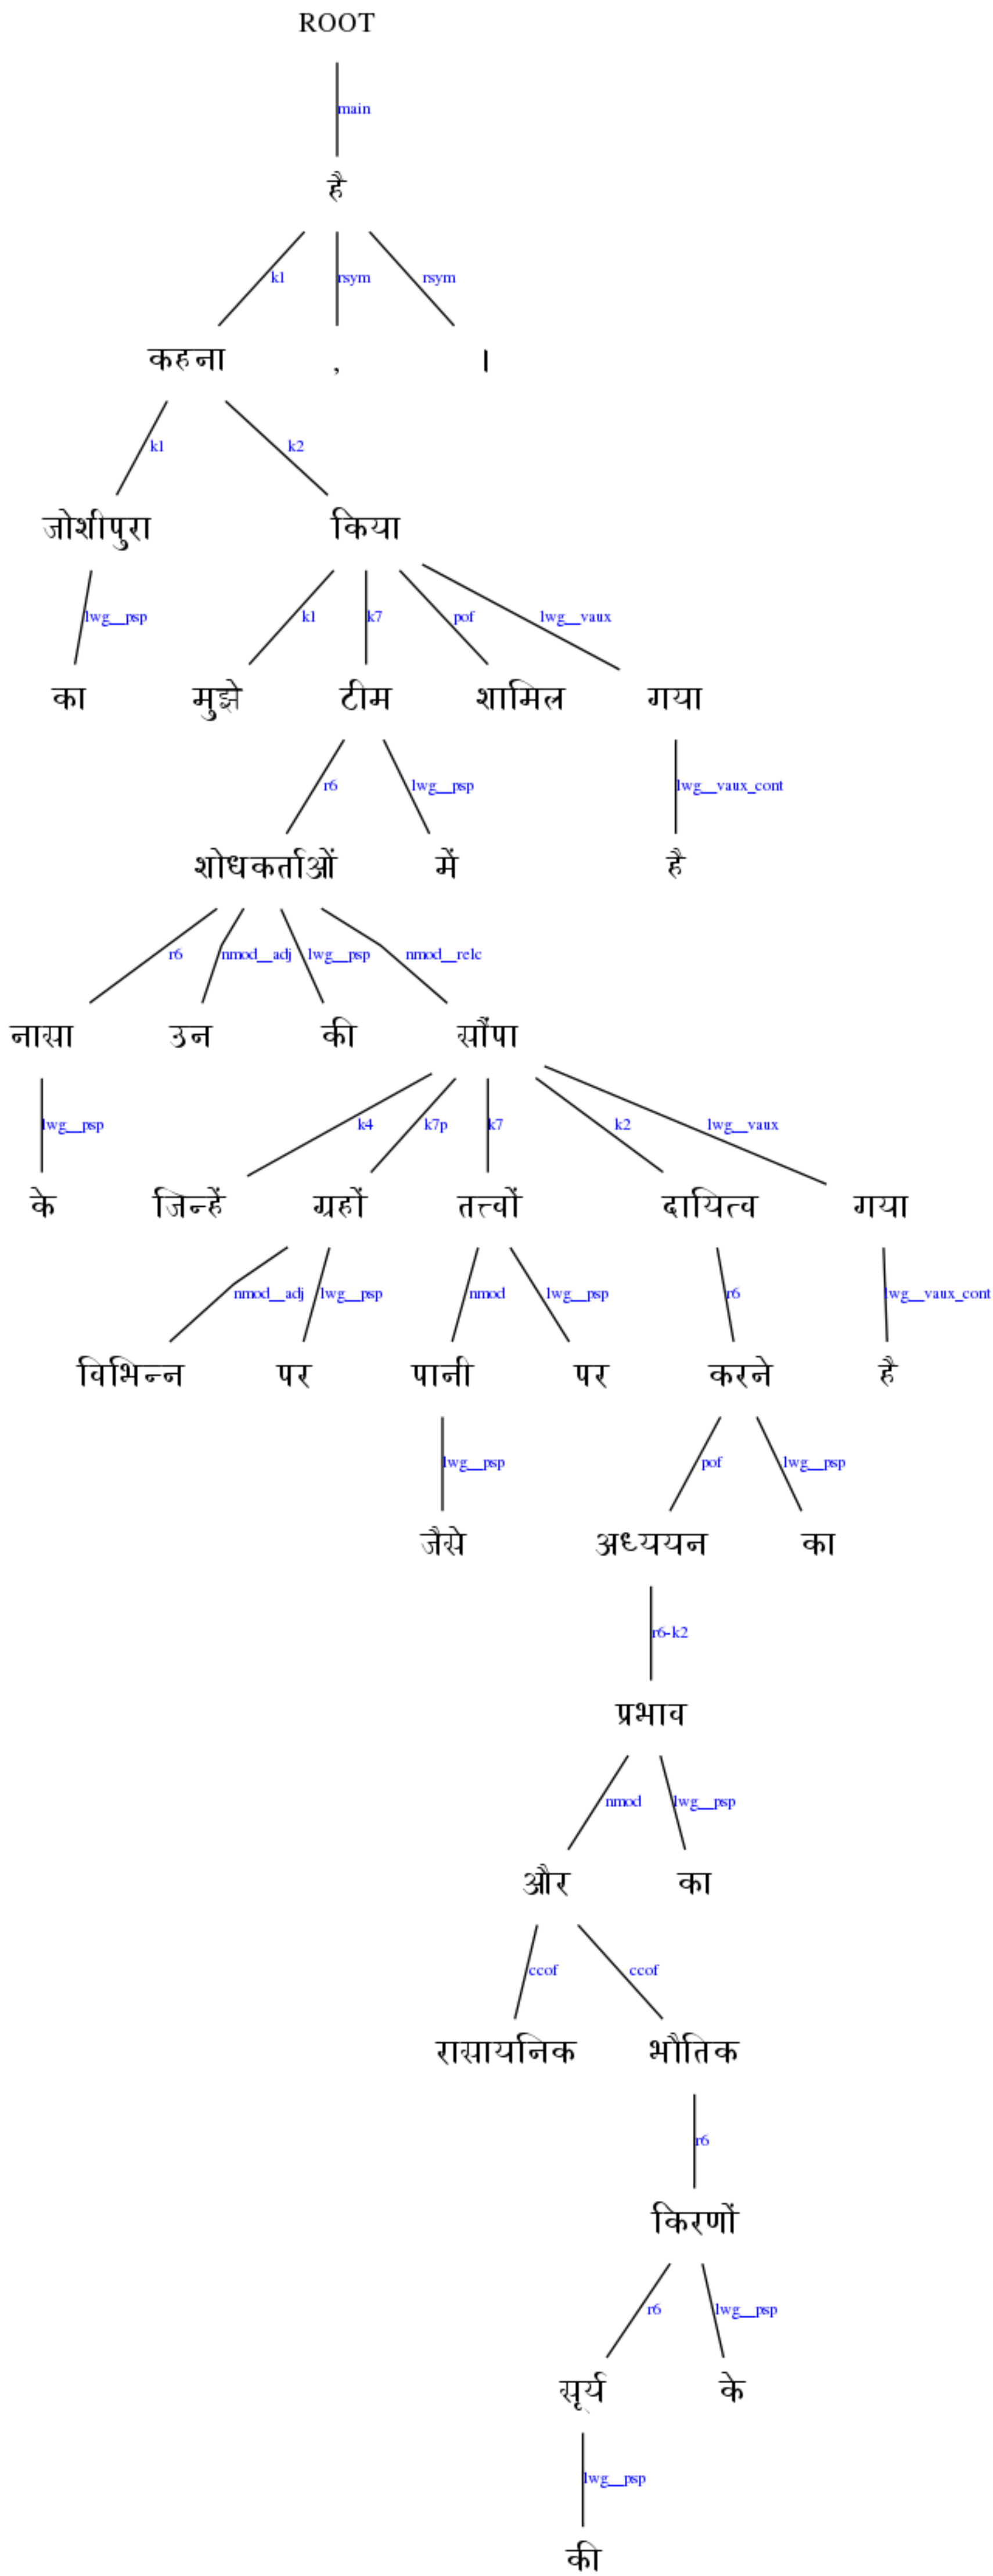 ROOT
main
है
k1 rsym rsym
कहना , ।
k1 k2
जोशीपुरा किया
lwg__psp k1 k7 pof lwg__vaux
का मुझे टीम शामिल गया
r6 lwg__psp lwg__vaux_cont
शोधकर्ताओं में है
r6 nmod__adj lwg__psp nmod__relc
नासा उन की सौंपा
lwg__psp k4 k7p k7 k2 lwg__vaux
के जिन्हें ग्रहों तत्त्वों दायित्व गया
nmod__adj lwg__psp nmod lwg__psp r6 lwg__vaux_cont
विभिन्न पर पानी पर करने है
lwg__psp pof lwg__psp
जैसे अध्ययन का
r6-k2
प्रभाव
nmod lwg__psp
और का
ccof ccof
रासायनिक भौतिक
r6
किरणों
r6 lwg__psp
सूर्य के
lwg__psp
की